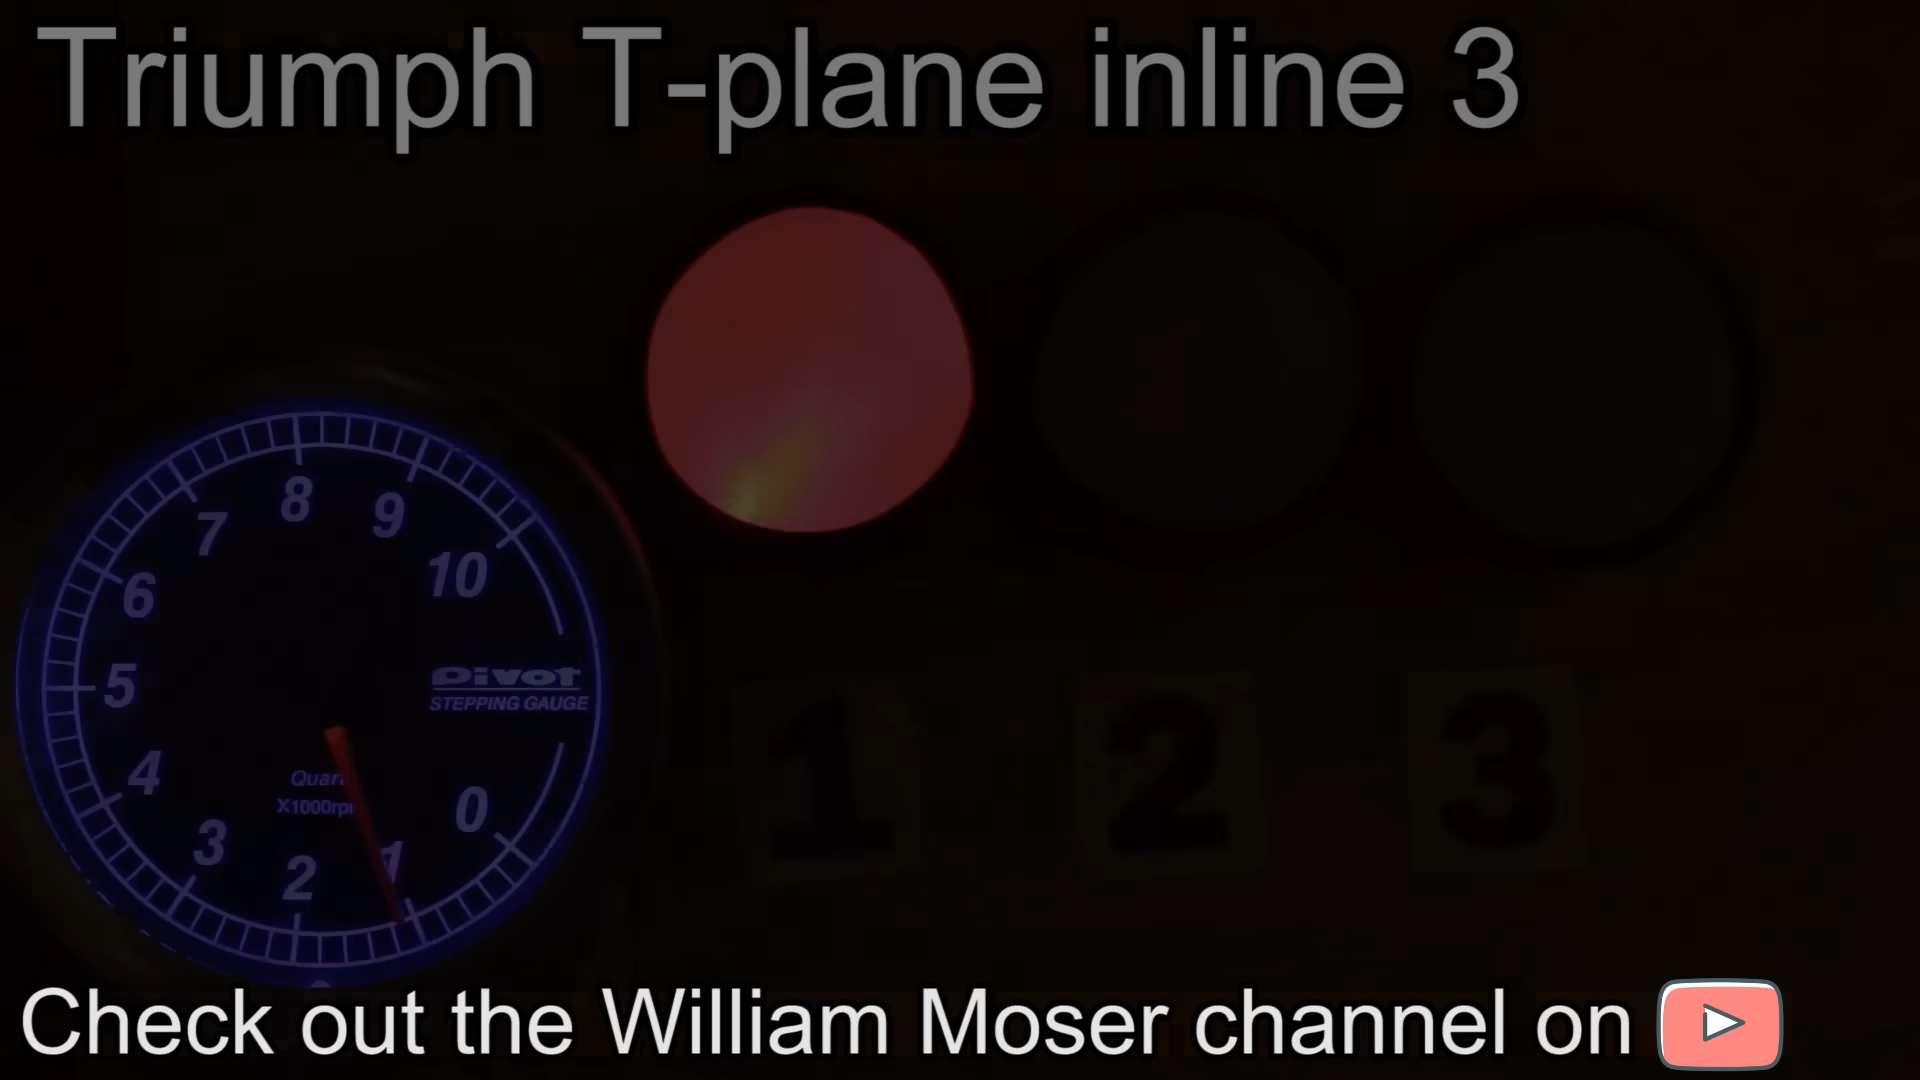 Triumph T-plane inline 3
8
7
9
10
6
5
Pivot
STEPPING GAUGE
4
0
3
1
2
X1000rp
1 2 3
Check out the William Moser channel on